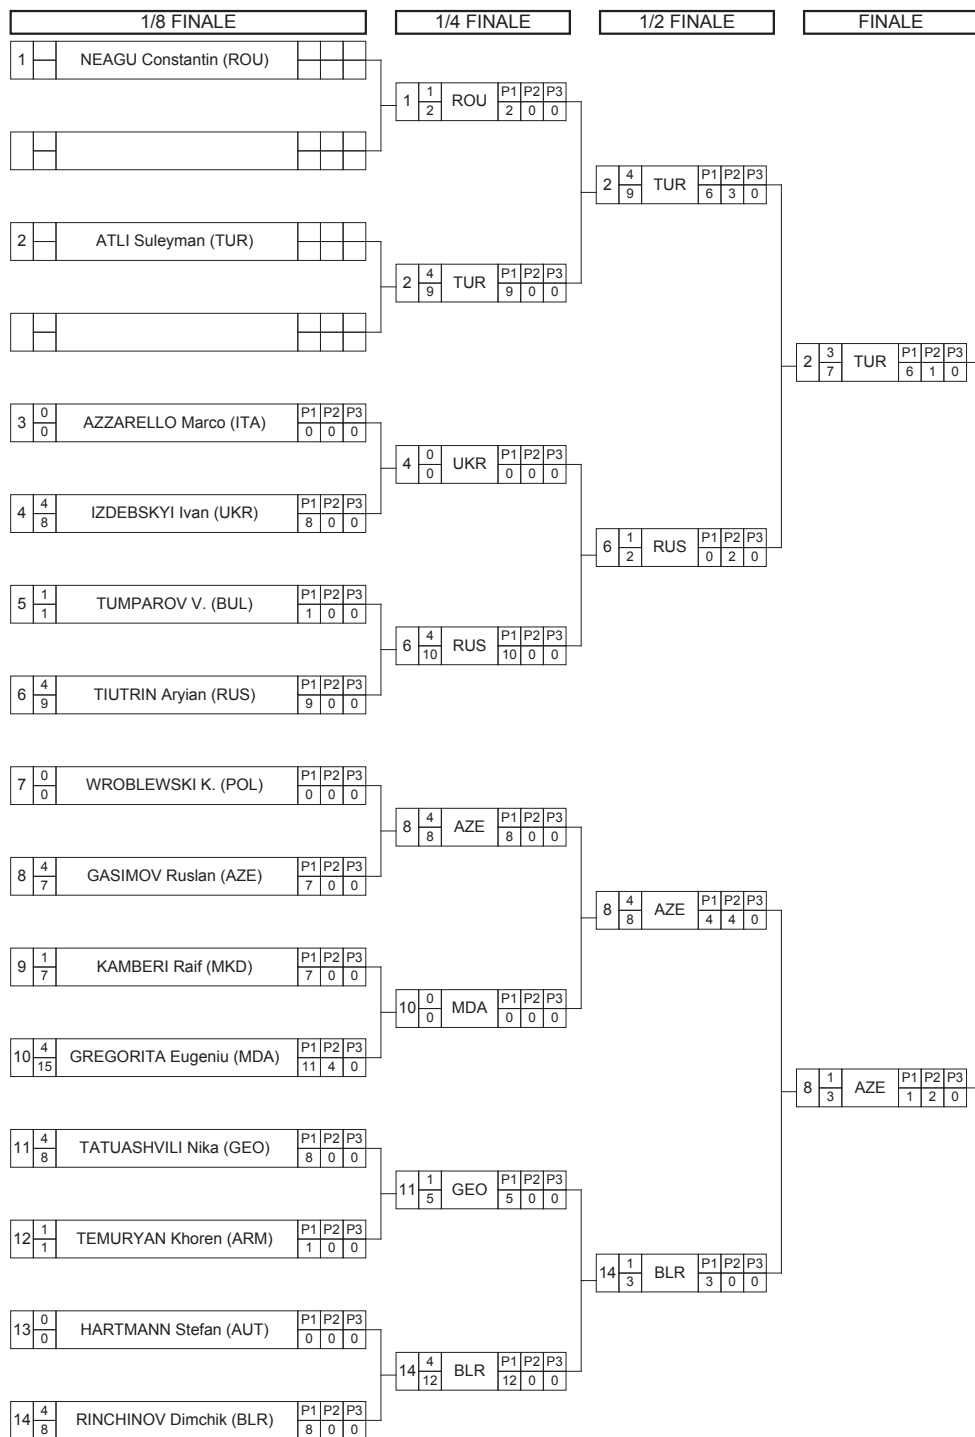 1/8 FINALE 1/4 FINALE 1/2 FINALE FINALE
1 NEAGU Constantin (ROU)
1 1 2 ROU P1 P2 P3 2 0 0
2 4 9 TUR P1 P2 P3 6 3 0
2 ATLI Suleyman (TUR)
2 4 9 TUR P1 P2 P3 9 0 0
2 3 7 TUR P1 P2 P3 6 1 0
3 0 0 AZZARELLO Marco (ITA) P1 P2 P3 0 0 0
4 0 0 UKR P1 P2 P3 0 0 0
4 4 8 IZDEBSKYI Ivan (UKR) P1 P2 P3 8 0 0
6 1 2 RUS P1 P2 P3 0 2 0
5 1 1 TUMPAROV V. (BUL) P1 P2 P3 1 0 0
6 4 10 RUS P1 P2 P3 10 0 0
6 4 9 TIUTRIN Aryian (RUS) P1 P2 P3 9 0 0
7 0 0 WROBLEWSKI K. (POL) P1 P2 P3 0 0 0
8 4 8 AZE P1 P2 P3 8 0 0
8 4 7 GASIMOV Ruslan (AZE) P1 P2 P3 7 0 0
8 4 8 AZE P1 P2 P3 4 4 0
9 1 7 KAMBERI Raif (MKD) P1 P2 P3 7 0 0
10 0 0 MDA P1 P2 P3 0 0 0
10 4 15 GREGORITA Eugeniu (MDA) P1 P2 P3 11 4 0
8 1 3 AZE P1 P2 P3 1 2 0
11 4 8 TATUASHVILI Nika (GEO) P1 P2 P3 8 0 0
11 1 5 GEO P1 P2 P3 5 0 0
12 1 1 TEMURYAN Khoren (ARM) P1 P2 P3 1 0 0
14 1 3 BLR P1 P2 P3 3 0 0
13 0 0 HARTMANN Stefan (AUT) P1 P2 P3 0 0 0
14 4 12 BLR P1 P2 P3 12 0 0
14 4 8 RINCHINOV Dimchik (BLR) P1 P2 P3 8 0 0